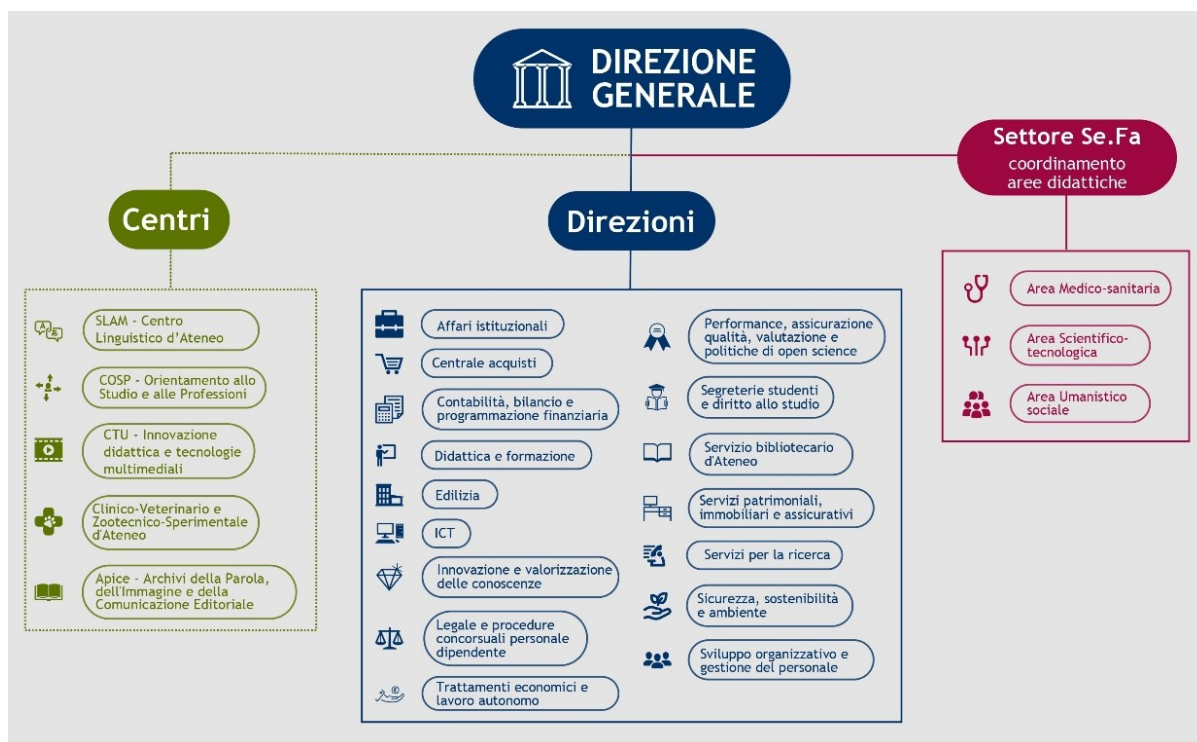 DIREZIONE
GENERALE
Settore Se.Fa
coordinamento
aree didattiche
Centri
Direzioni
SLAM - Centro
Linguistico d'Ateneo
COSP - Orientamento allo
Studio e alle Professioni
CTU - Innovazione
didattica e tecnologie
multimediali
Clinico-Veterinario e
Zootecnico-Sperimentale
d'Ateneo
Apice - Archivi della Parola,
dell'Immagine e della
Comunicazione Editoriale
Affari istituzionali
Centrale acquisti
Contabilità, bilancio e
programmazione finanziaria
Didattica e formazione
Edilizia
ICT
Innovazione e valorizzazione
delle conoscenze
Legale e procedure
concorsuali personale
dipendente
Trattamenti economici e
lavoro autonomo
Performance, assicurazione
qualità, valutazione e
politiche di open science
Segreterie studenti
e diritto allo studio
Servizio bibliotecario
d'Ateneo
Servizi patrimoniali,
immobiliari e assicurativi
Servizi per la ricerca
Sicurezza, sostenibilità
e ambiente
Sviluppo organizzativo e
gestione del personale
Area Medico-sanitaria
Area Scientifico-
tecnologica
Area Umanistico
sociale